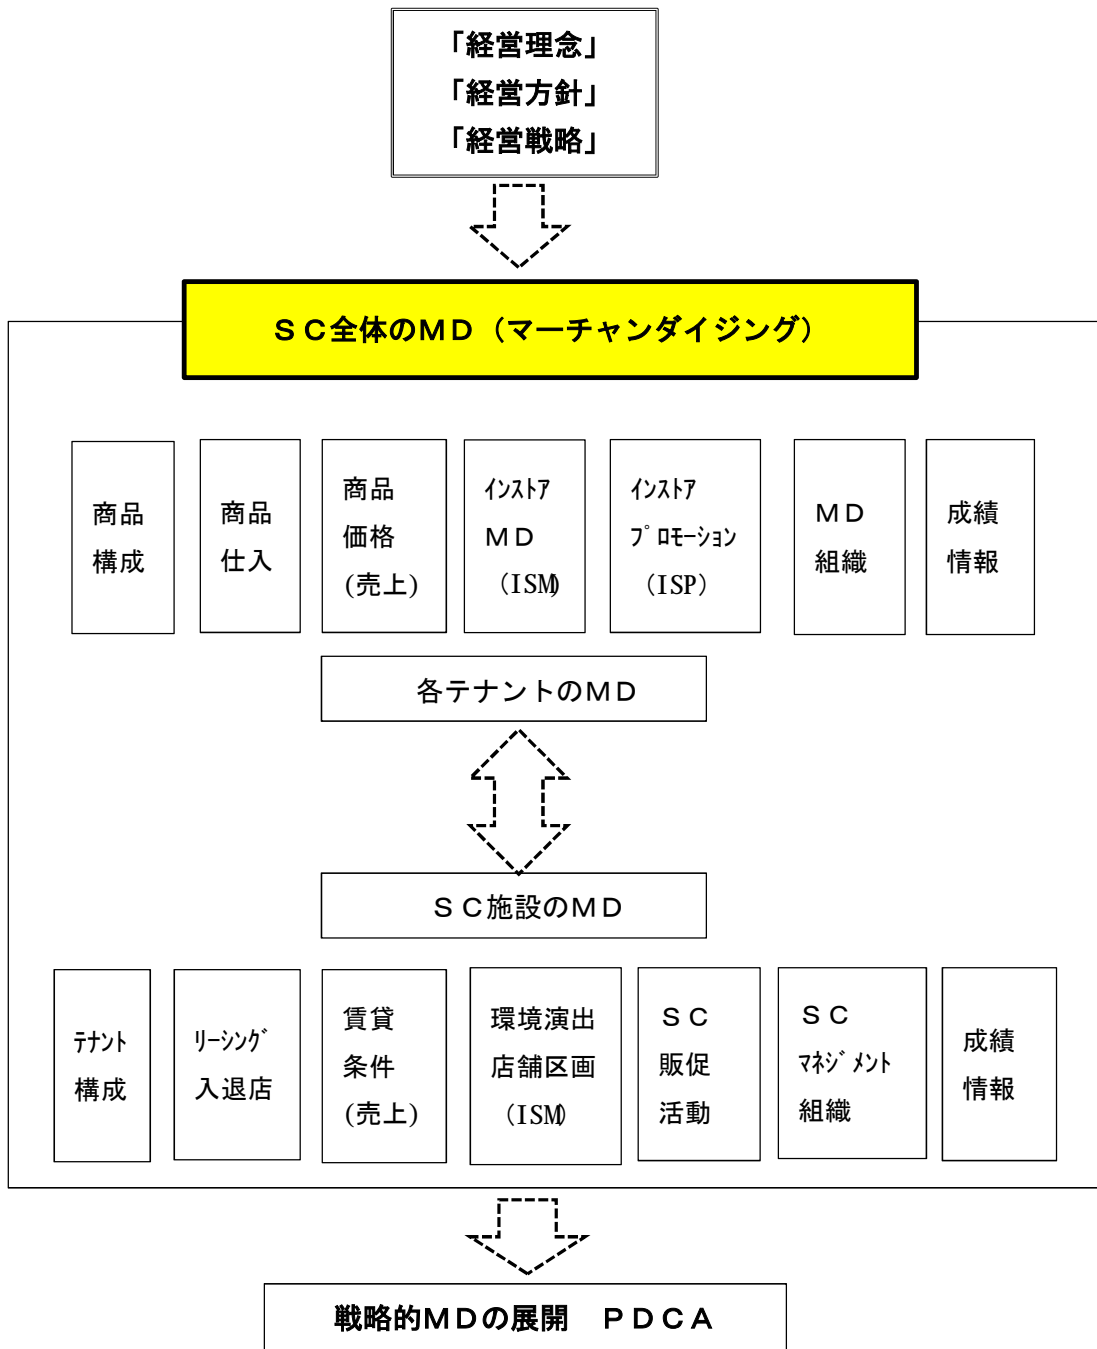 「経営理念」
「経営方針」
「経営戦略」
ＳＣ全体のＭＤ（マーチャンダイジング）
商品
構成
商品
仕入
商品
価格
(売上)
ｲﾝｽﾄｱ
ＭＤ
（ISM）
ｲﾝｽﾄｱ
ﾌﾟﾛﾓｰｼｮﾝ
（ISP）
ＭＤ
組織
成績
情報
各テナントのＭＤ
ＳＣ施設のＭＤ
ﾃﾅﾝﾄ
構成
ﾘｰｼﾝｸﾞ
入退店
賃貸
条件
(売上)
環境演出
店舗区画
（ISM）
ＳＣ
販促
活動
ＳＣ
ﾏﾈｼﾞﾒﾝﾄ
組織
成績
情報
戦略的ＭＤの展開　ＰＤＣＡ